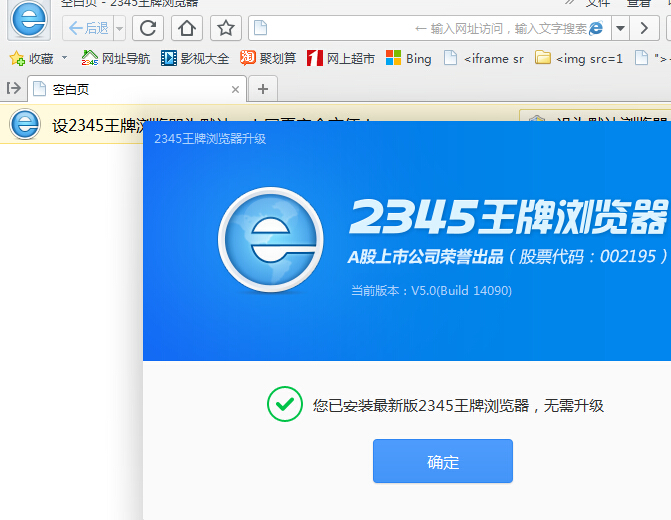 空白页 - 2345王牌浏览器
文件 查看
后退
输入网址访问，输入文字搜索
收藏 网址导航 影视大全 聚划算 网上超市 Bing <iframe sr <img src=1 ">
空白页
设2345王牌浏览器为默认
设为默认浏览器
2345王牌浏览器升级
2345王牌浏览器
A股上市公司荣誉出品（股票代码：002195）
当前版本：V5.0(Build 14090)
您已安装最新版2345王牌浏览器，无需升级
确定